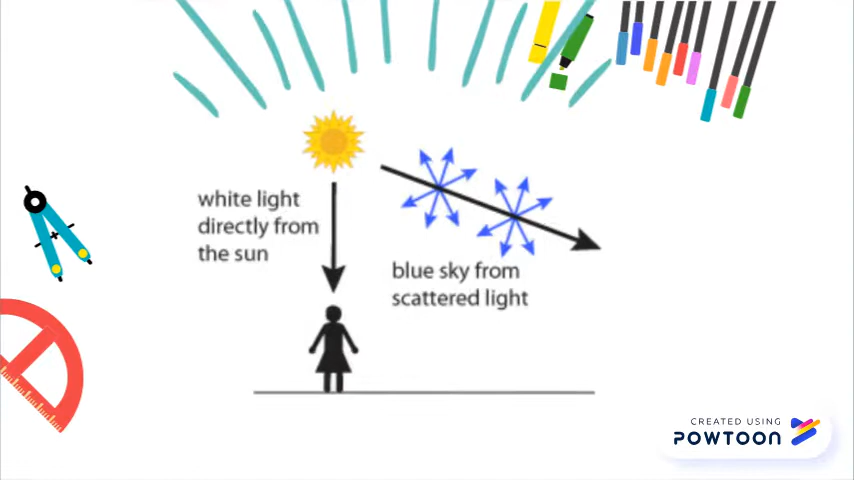 white light
directly from
the sun
blue sky from
scattered light
CREATED USING
POWTOON